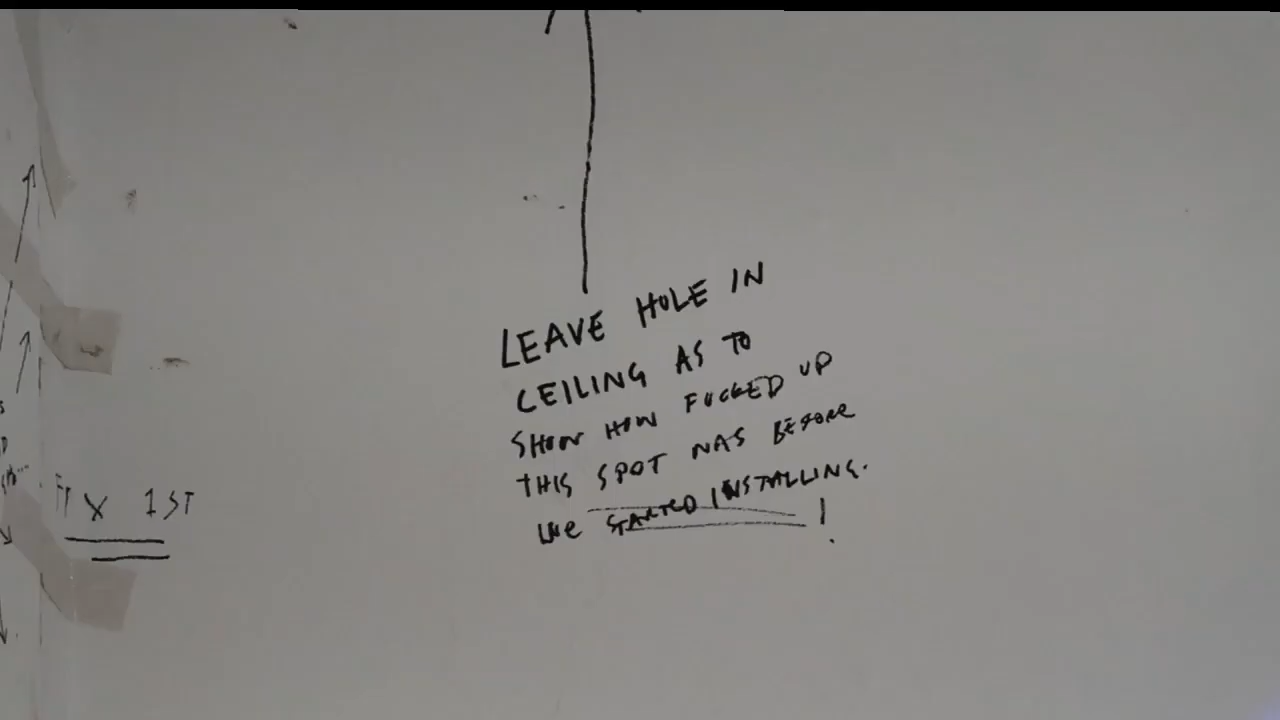 LEAVE HOLE IN
CEILING AS TO
SHOW HOW FUCKED UP
THIS SPOT WAS BEFORE
WE STARTED INSTALLING.
!
FIX 1ST